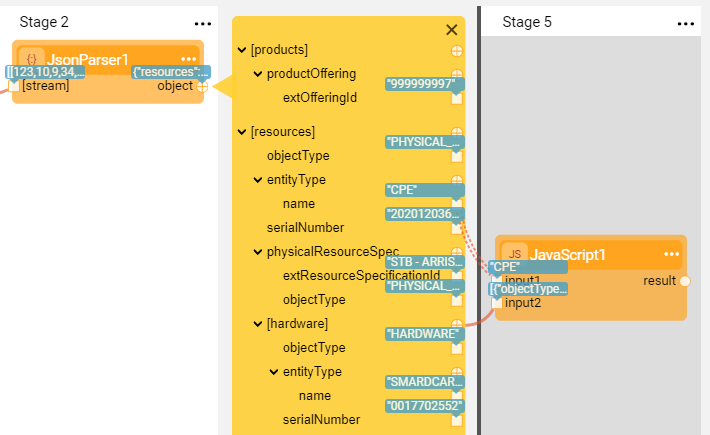 Stage 2
...
JsonParser1
...
[[123,10,9,34,...
{"resources":...
[stream]
object
[products]
productOffering
"999999997"
extOfferingId
[resources]
"PHYSICAL_...
objectType
entityType
"CPE"
name
"202012036...
serialNumber
physicalResourceSpec
"STB - ARRIS...
extResourceSpecificationId
"PHYSICAL_...
objectType
[hardware]
"HARDWARE"
objectType
entityType
"SMARDCAR...
name
"0017702552"
serialNumber
Stage 5
...
JS
JavaScript1
...
"CPE"
input1
result
[{"objectType...
input2